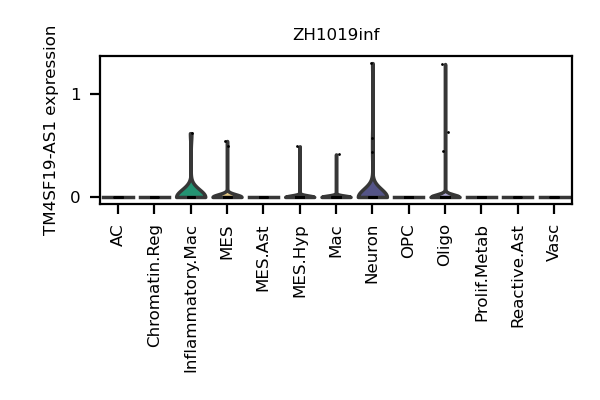 ZH1019inf
TM4SF19-AS1 expression
1
0
AC
Chromatin.Reg
Inflammatory.Mac
MES
MES.Ast
MES.Hyp
Mac
Neuron
OPC
Oligo
Prolif.Metab
Reactive.Ast
Vasc